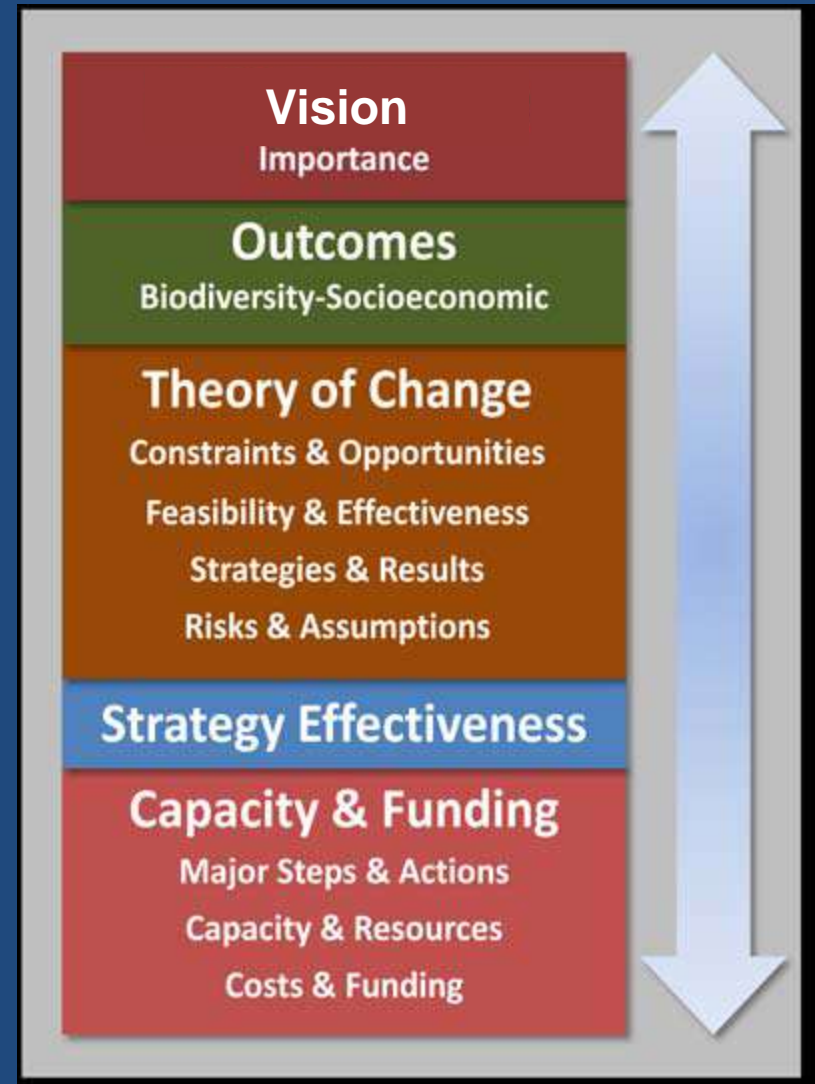 Vision
Importance
Outcomes
Biodiversity-Socioeconomic
Theory of Change
Constraints & Opportunities
Feasibility & Effectiveness
Strategies & Results
Risks & Assumptions
Strategy Effectiveness
Capacity & Funding
Major Steps & Actions
Capacity & Resources
Costs & Funding